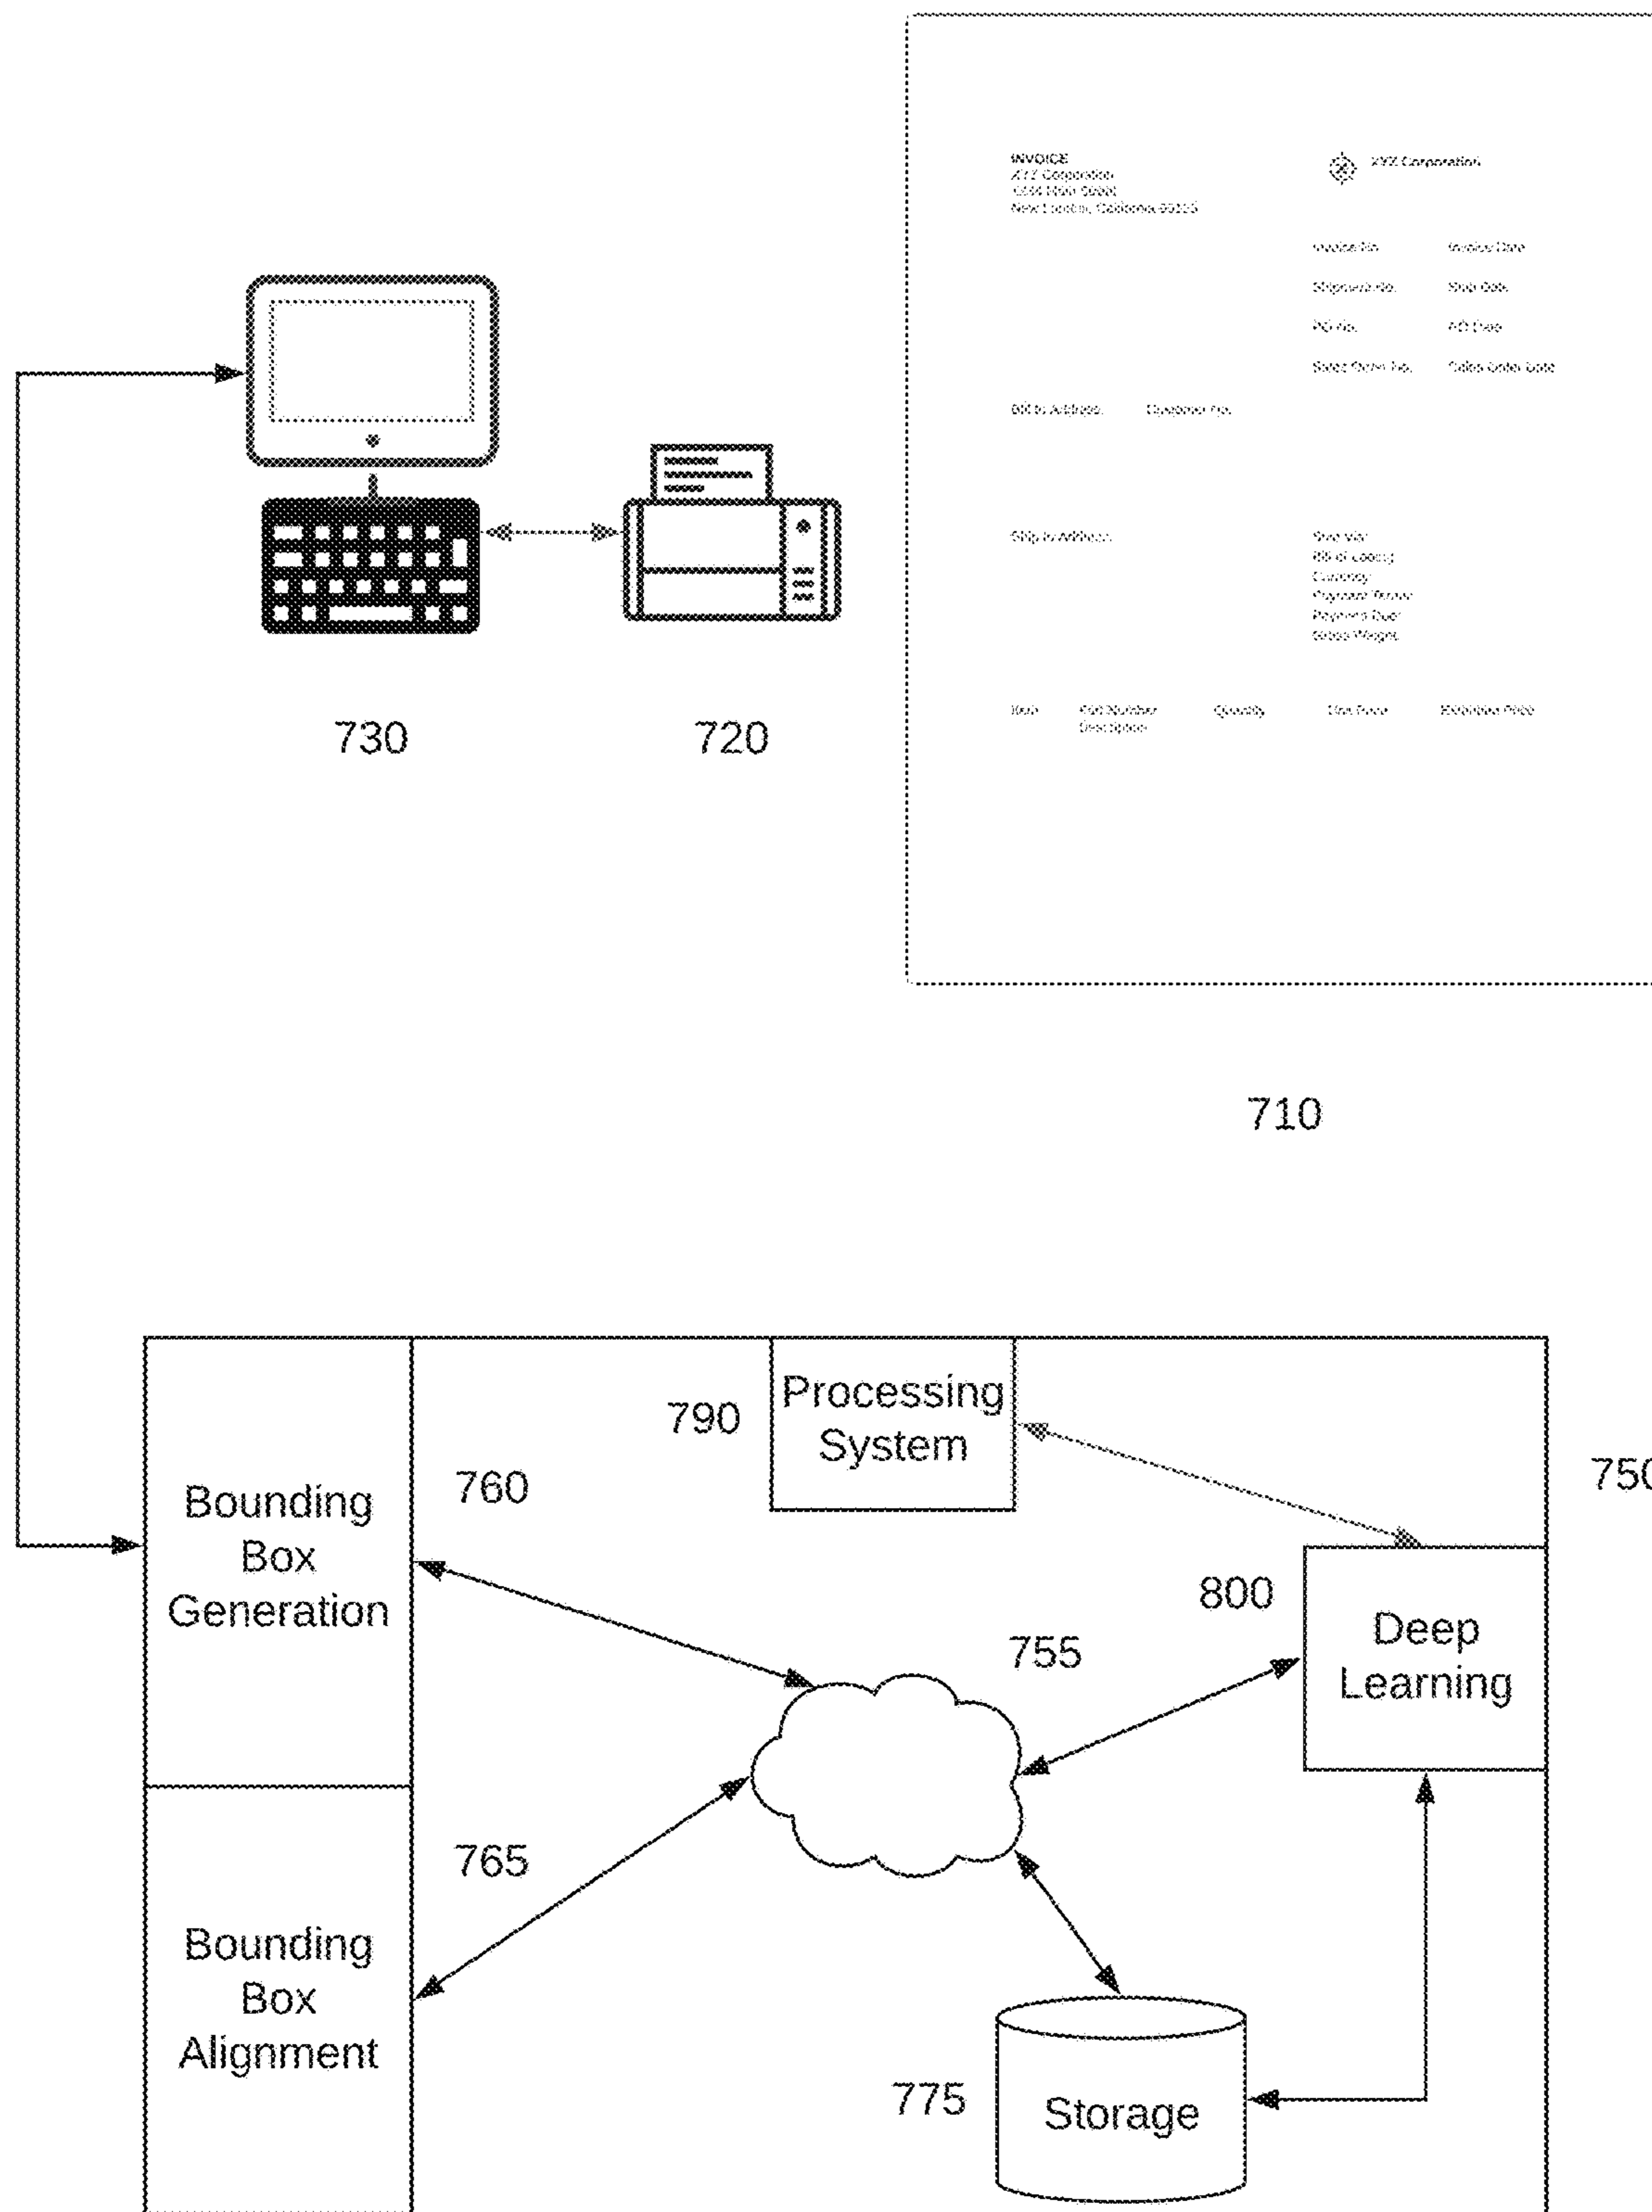 INVOICE
XYZ Corporation
XYZ Corporation
Invoice No.
Invoice Date
Shipment No.
Ship Date
PO No.
PO Date
Sales Order No.
Sales Order Date
Bill to Address:
Customer No.
Ship to Address:
Ship Via:
Bill of Lading:
Currency:
Payment Terms:
Payment Due:
Gross Weight:
Item
Part Number
Quantity
Unit Price
Extended Price
Description
730
720
710
790
Processing
System
750
760
Bounding
Box
Generation
800
Deep
Learning
755
765
Bounding
Box
Alignment
775
Storage